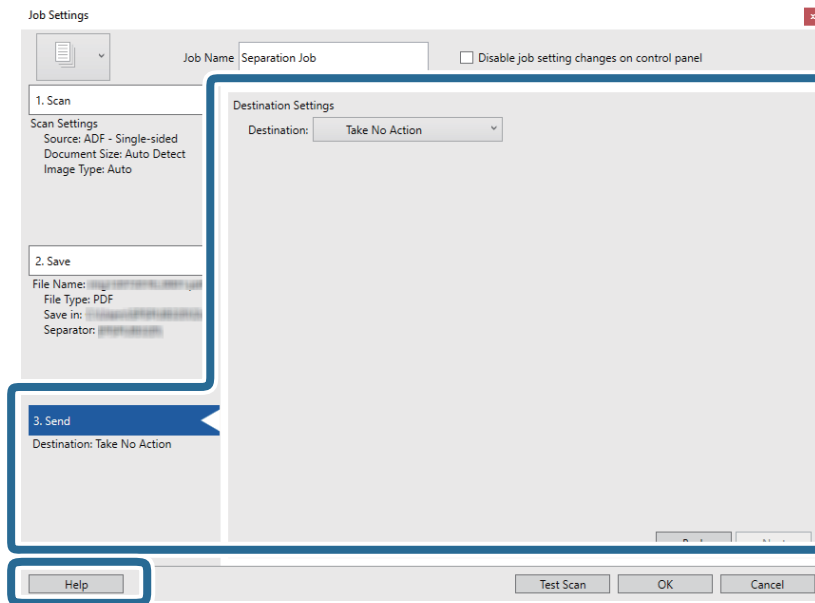 Job Settings
Job Name Separation Job Disable job setting changes on control panel
1. Scan
Scan Settings
Source: ADF - Single-sided
Document Size: Auto Detect
Image Type: Auto
2. Save
File Name:
File Type: PDF
Save in:
Separator:
3. Send
Destination: Take No Action
Destination Settings
Destination: Take No Action
Help Test Scan OK Cancel